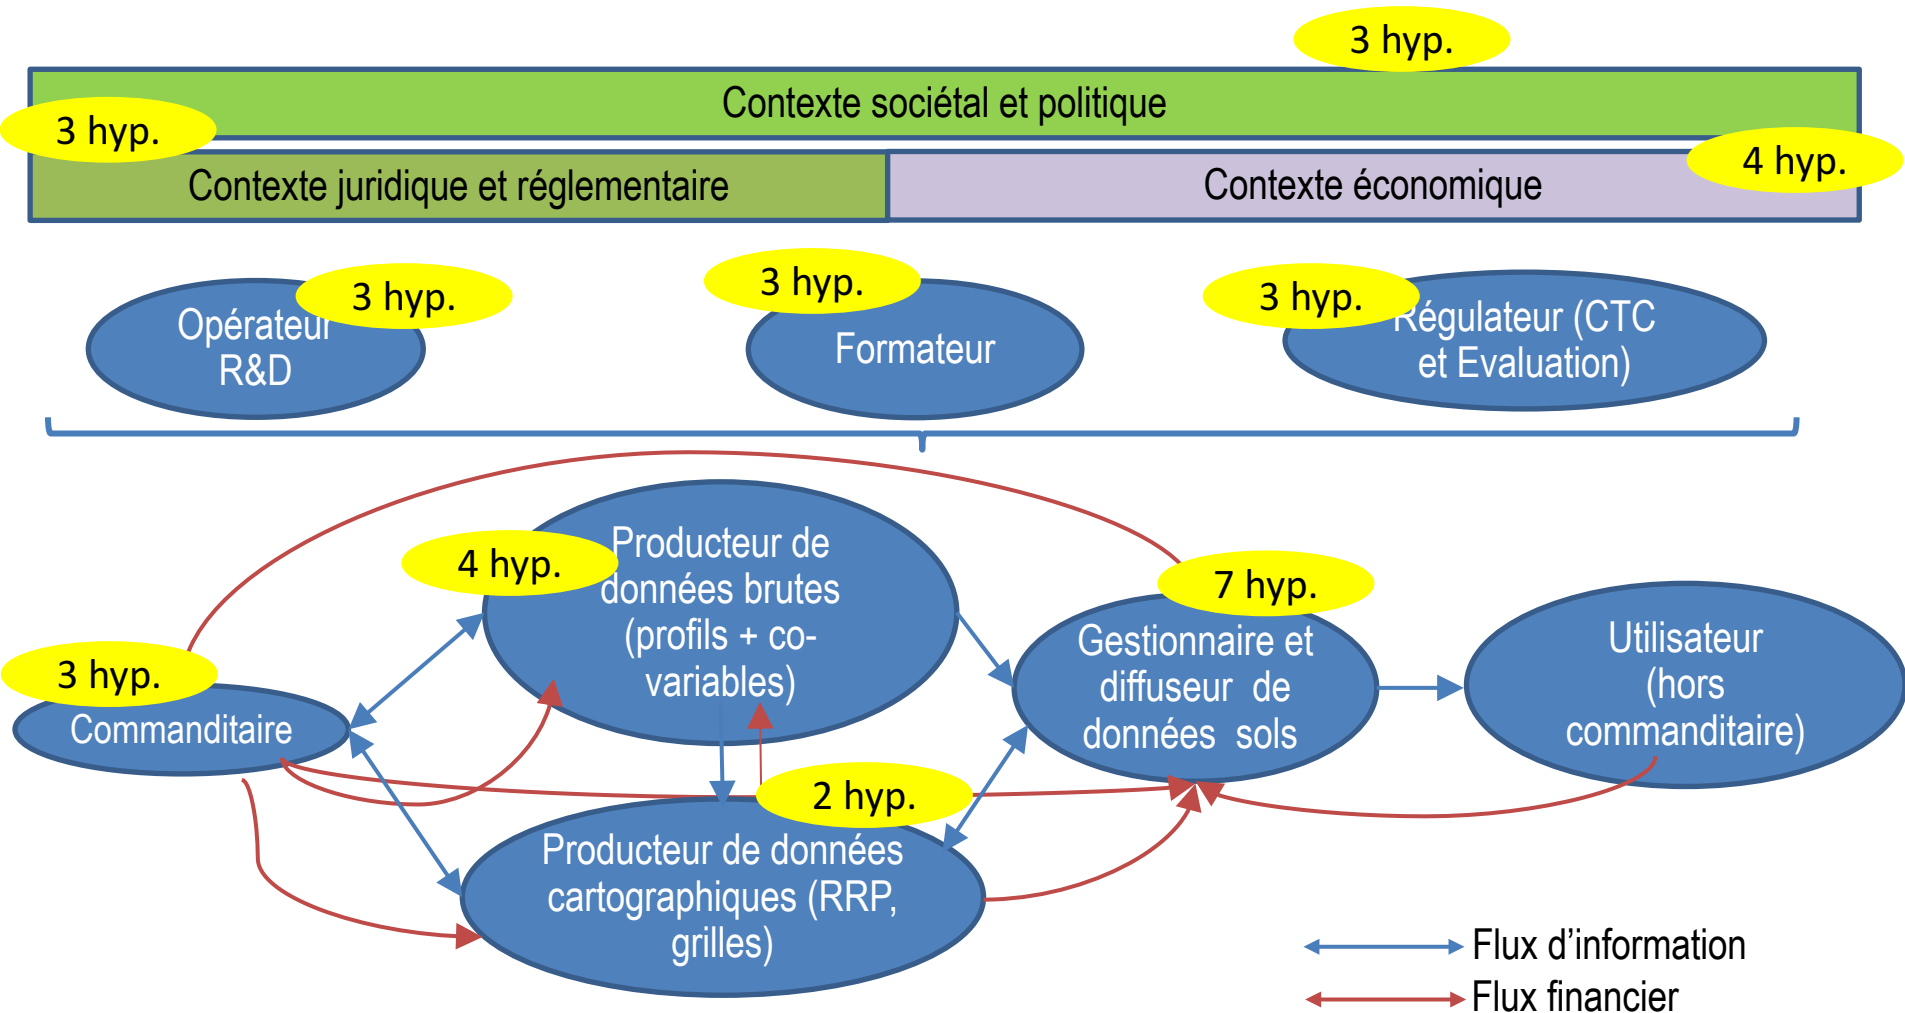 3 hyp.
Contexte sociétal et politique
3 hyp.
4 hyp.
Contexte juridique et réglementaire
Contexte économique
3 hyp.
Opérateur
R&D
3 hyp.
Formateur
3 hyp.
Régulateur (CTC
et Evaluation)
4 hyp.
Producteur de
données brutes
(profils + co-
variables)
7 hyp.
Gestionnaire et
diffuseur de
données sols
Utilisateur
(hors
commanditaire)
3 hyp.
Commanditaire
2 hyp.
Producteur de données
cartographiques (RRP,
grilles)
Flux d’information
Flux financier